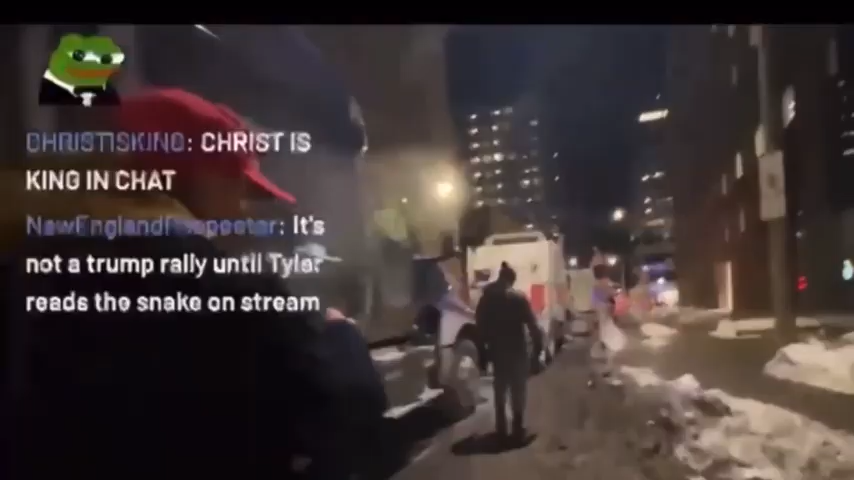 CHRISTISKING: CHRIST IS
KING IN CHAT
: It's
not a trump rally until Tyler
reads the snake on stream